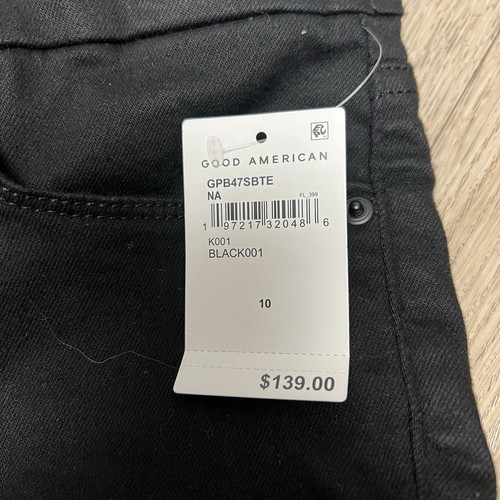 GOOD AMERICAN
GPB47SBTE
NA
FL_399
1 97217 32048 6
K001
BLACK001
10
$139.00